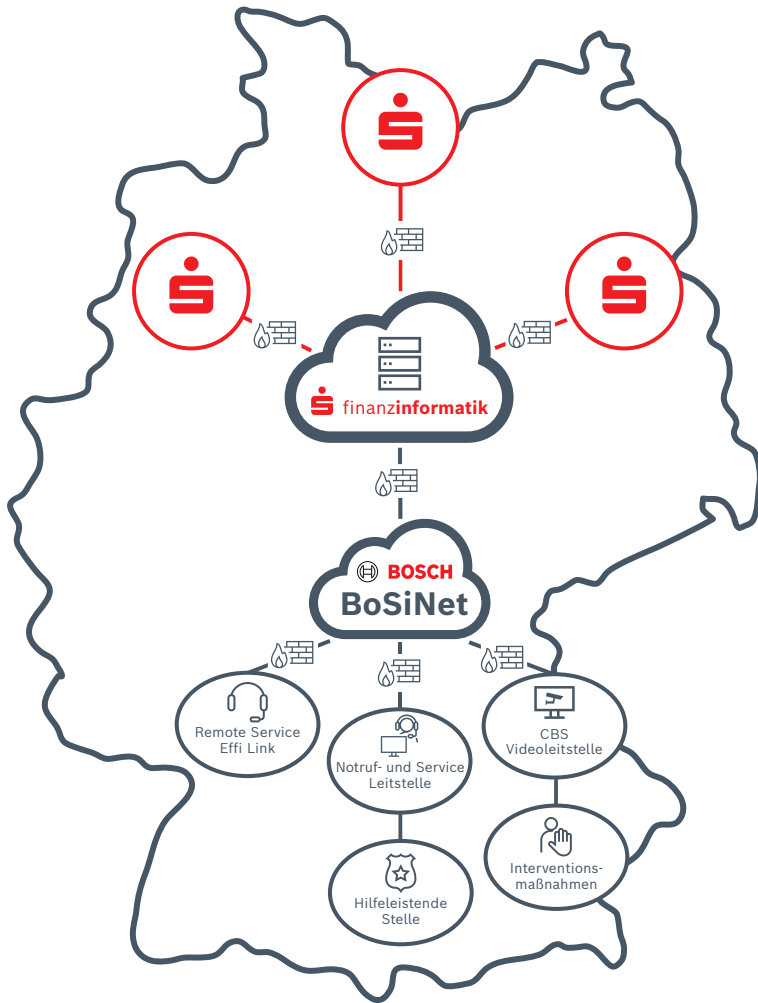 finanzinformatik
BOSCH
BoSiNet
Remote Service
Effi Link
Notruf- und Service
Leitstelle
CBS
Videoleitstelle
Hilfeleistende
Stelle
Interventions-
maßnahmen